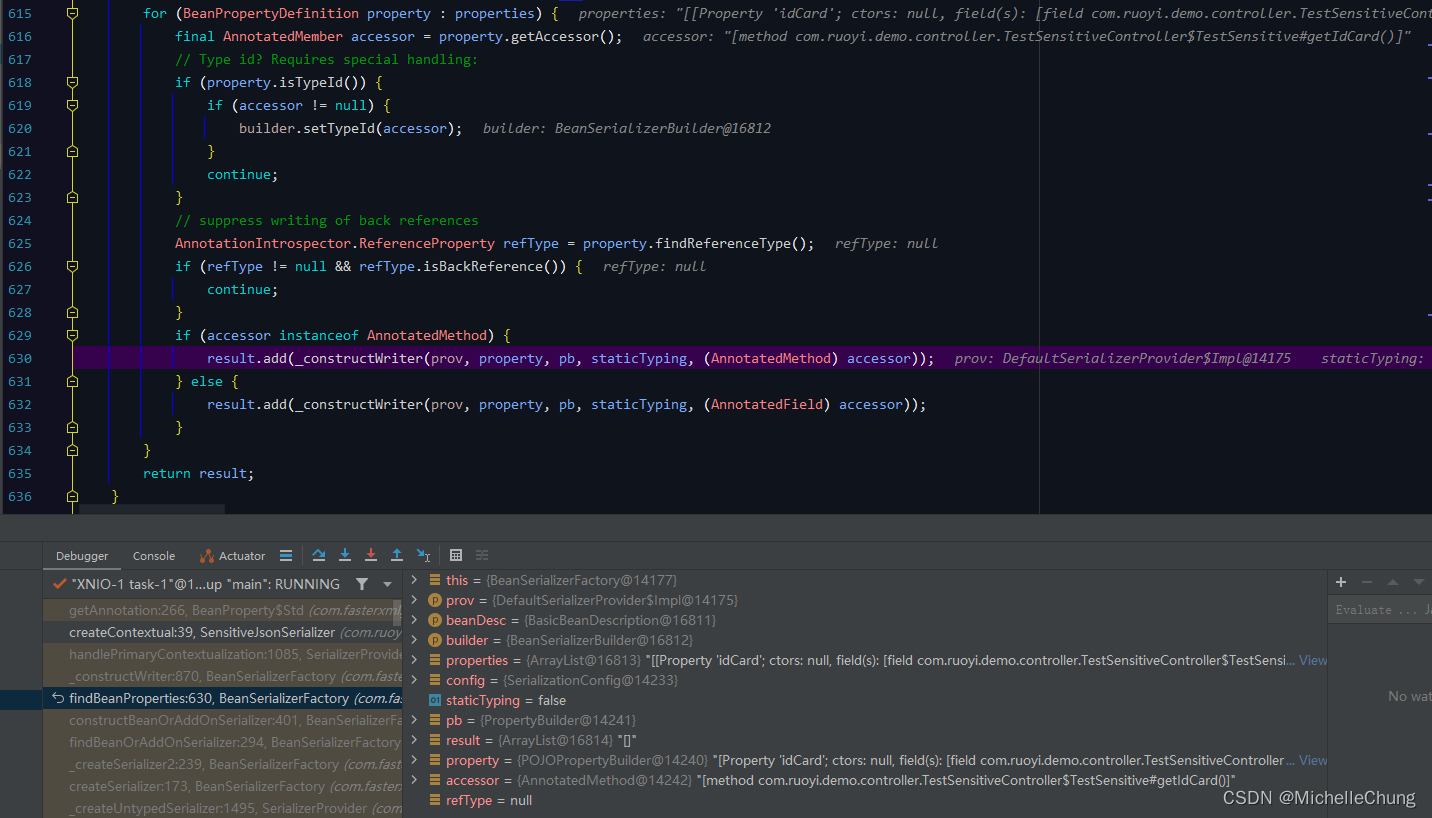 615 for (BeanPropertyDefinition property : properties) { properties: "[[Property 'idCard'; ctors: null, field(s): [field com.ruoyi.demo.controller.TestSensitiveCont
616 final AnnotatedMember accessor = property.getAccessor(); accessor: "[method com.ruoyi.demo.controller.TestSensitiveController$TestSensitive#getIdCard()]"
617 // Type id? Requires special handling:
618 if (property.isTypeId()) {
619 if (accessor != null) {
620 builder.setTypeId(accessor); builder: BeanSerializerBuilder@16812
621 }
622 continue;
623 }
624 // suppress writing of back references
625 AnnotationIntrospector.ReferenceProperty refType = property.findReferenceType(); refType: null
626 if (refType != null && refType.isBackReference()) { refType: null
627 continue;
628 }
629 if (accessor instanceof AnnotatedMethod) {
630 result.add(_constructWriter(prov, property, pb, staticTyping, (AnnotatedMethod) accessor)); prov: DefaultSerializerProvider$Impl@14175 staticTyping:
631 } else {
632 result.add(_constructWriter(prov, property, pb, staticTyping, (AnnotatedField) accessor));
633 }
634 }
635 return result;
636 }
Debugger Console Actuator
"XNIO-1 task-1"@1...up "main": RUNNING
getAnnotation:266, BeanProperty$Std (com.fasterxml.
createContextual:39, SensitiveJsonSerializer (com.ruoy
handlePrimaryContextualization:1085, SerializerProvide
_constructWriter:870, BeanSerializerFactory (com.faster
findBeanProperties:630, BeanSerializerFactory (com.fas
constructBeanOrAddOnSerializer:401, BeanSerializerFa
findBeanOrAddOnSerializer:294, BeanSerializerFactory
_createSerializer2:239, BeanSerializerFactory (com.fast
createSerializer:173, BeanSerializerFactory (com.faster
_createUntypedSerializer:1495, SerializerProvider (com
this = {BeanSerializerFactory@14177}
prov = {DefaultSerializerProvider$Impl@14175}
beanDesc = {BasicBeanDescription@16811}
builder = {BeanSerializerBuilder@16812}
properties = {ArrayList@16813} "[[Property 'idCard'; ctors: null, field(s): [field com.ruoyi.demo.controller.TestSensitiveController$TestSensi... View
config = {SerializationConfig@14233}
staticTyping = false
pb = {PropertyBuilder@14241}
result = {ArrayList@16814} "[]"
property = {POJOPropertyBuilder@14240} "[Property 'idCard'; ctors: null, field(s): [field com.ruoyi.demo.controller.TestSensitiveController... View
accessor = {AnnotatedMethod@14242} "[method com.ruoyi.demo.controller.TestSensitiveController$TestSensitive#getIdCard()]"
refType = null
Evaluate ... Ja
No wat
CSDN @MichelleChung